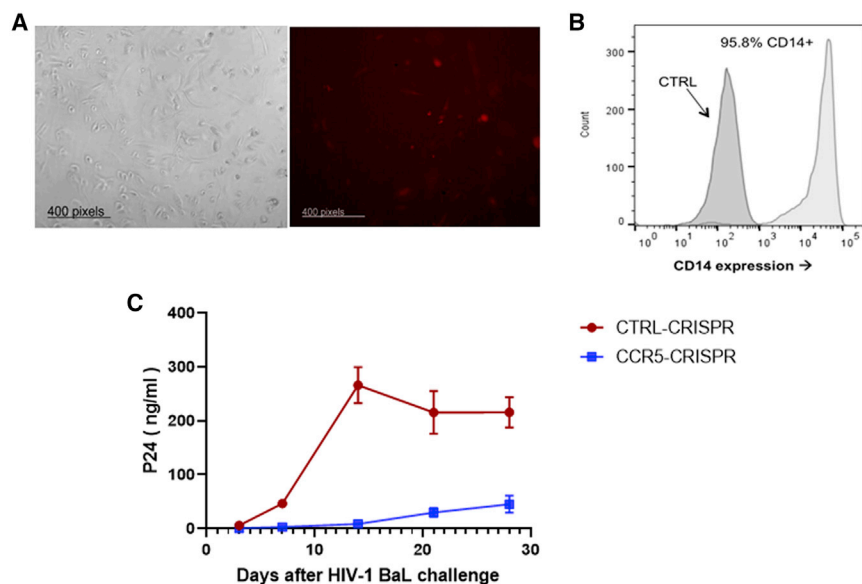 A
400 pixels
400 pixels
B
95.8% CD14+
CTRL
Count
300
200
100
0
10^0 10^1 10^2 10^3 10^4 10^5
CD14 expression →
C
400
300
200
100
0
P24 ( ng/ml)
0 10 20 30
Days after HIV-1 BaL challenge
CTRL-CRISPR
CCR5-CRISPR